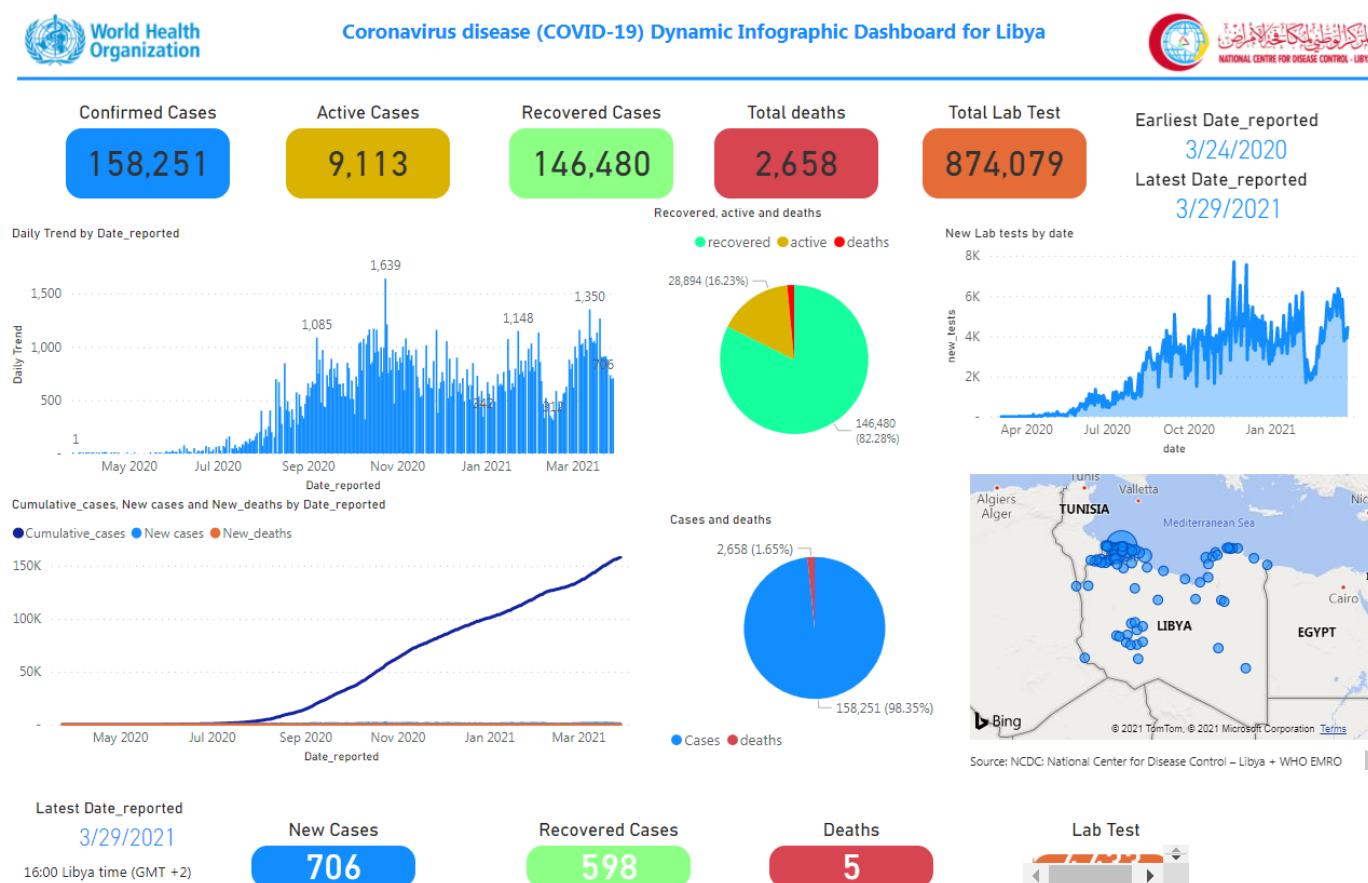 World Health
Organization
Coronavirus disease (COVID-19) Dynamic Infographic Dashboard for Libya
NATIONAL CENTRE FOR DISEASE CONTROL - LIBY
Confirmed Cases
158,251
Active Cases
9,113
Recovered Cases
146,480
Total deaths
2,658
Total Lab Test
874,079
Earliest Date_reported
3/24/2020
Latest Date_reported
3/29/2021
Daily Trend by Date_reported
Daily Trend
1,500
1,000
500
-
1
1,085
1,639
342
1,148
312
1,350
706
May 2020
Jul 2020
Sep 2020
Nov 2020
Jan 2021
Mar 2021
Date_reported
Recovered, active and deaths
recovered
active
deaths
28,894 (16.23%)
146,480
(82.28%)
New Lab tests by date
new_tests
8K
6K
4K
2K
-
Apr 2020
Jul 2020
Oct 2020
Jan 2021
date
Cumulative_cases, New cases and New_deaths by Date_reported
Cumulative_cases
New cases
New_deaths
150K
100K
50K
-
May 2020
Jul 2020
Sep 2020
Nov 2020
Jan 2021
Mar 2021
Date_reported
Cases and deaths
2,658 (1.65%)
158,251 (98.35%)
Cases
deaths
Tunis
Algiers
Alger
TUNISIA
Valletta
Nic
Mediterranean Sea
Cairo
LIBYA
EGYPT
Bing
© 2021 TomTom, © 2021 Microsoft Corporation Terms
Source: NCDC: National Center for Disease Control – Libya + WHO EMRO
Latest Date_reported
3/29/2021
16:00 Libya time (GMT +2)
New Cases
706
Recovered Cases
598
Deaths
5
Lab Test